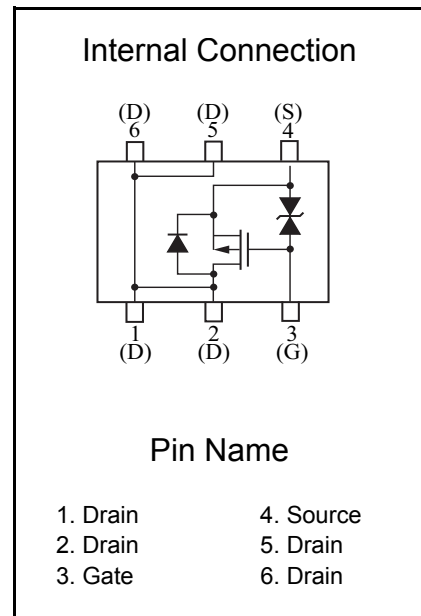 Internal Connection
(D) (D) (S)
6 5 4
1 2 3
(D) (D) (G)
Pin Name
1. Drain 4. Source
2. Drain 5. Drain
3. Gate 6. Drain